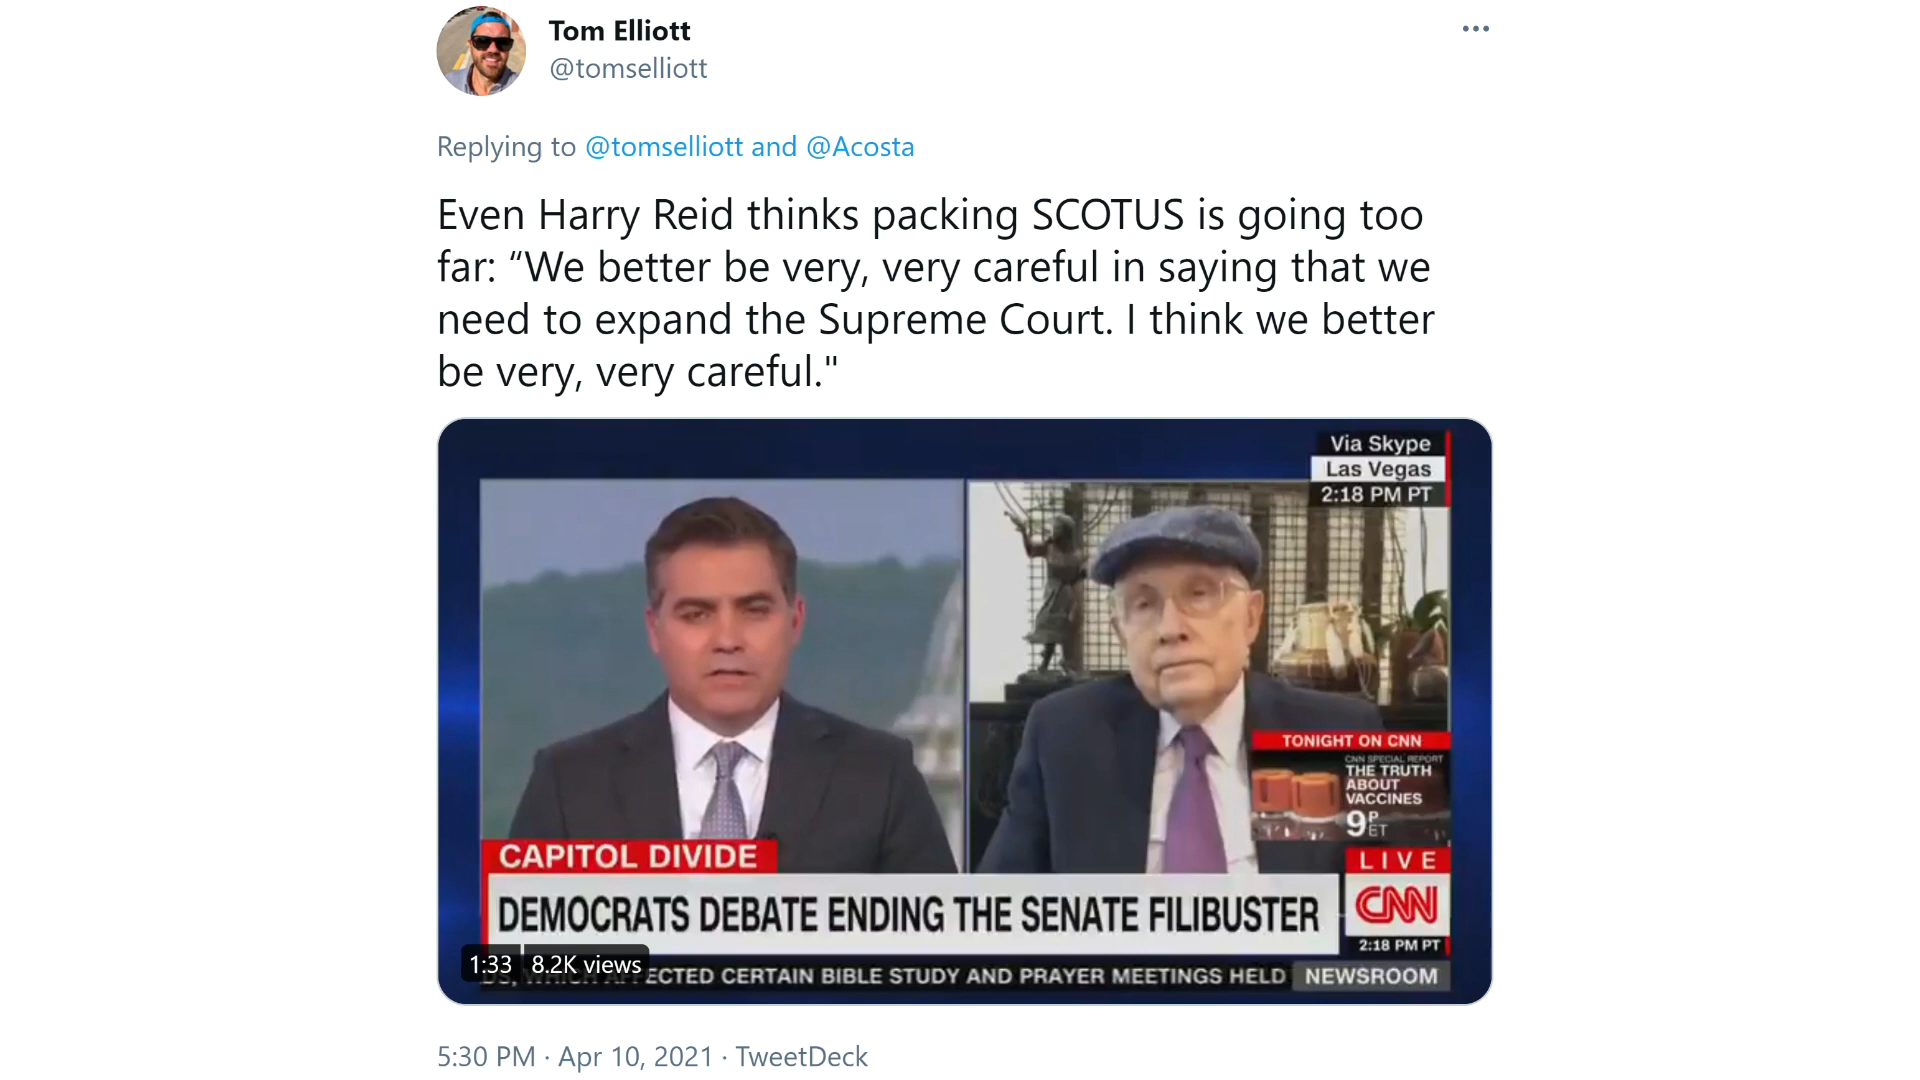 Tom Elliott
@tomselliott
Replying to @tomselliott and @Acosta
Even Harry Reid thinks packing SCOTUS is going too
far: “We better be very, very careful in saying that we
need to expand the Supreme Court. I think we better
be very, very careful."
Via Skype
Las Vegas
2:18 PM PT
TONIGHT ON CNN
CNN SPECIAL REPORT
THE TRUTH
ABOUT
VACCINES
9P
ET
CAPITOL DIVIDE
LIVE
DEMOCRATS DEBATE ENDING THE SENATE FILIBUSTER
CNN
2:18 PM PT
1:33 8.2K views
CERTAIN BIBLE STUDY AND PRAYER MEETINGS HELD
NEWSROOM
5:30 PM · Apr 10, 2021 · TweetDeck